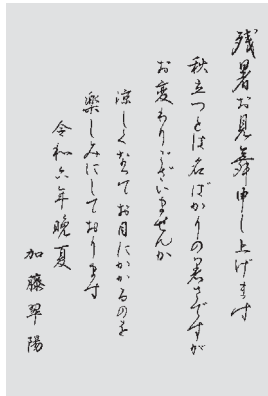 残暑お見舞申し上げます
秋立つとは名ばかりの暑さですが
お変わりございませんか
涼しくなってお目にかかるのを
楽しみにしております
令和六年晩夏
加藤翠陽